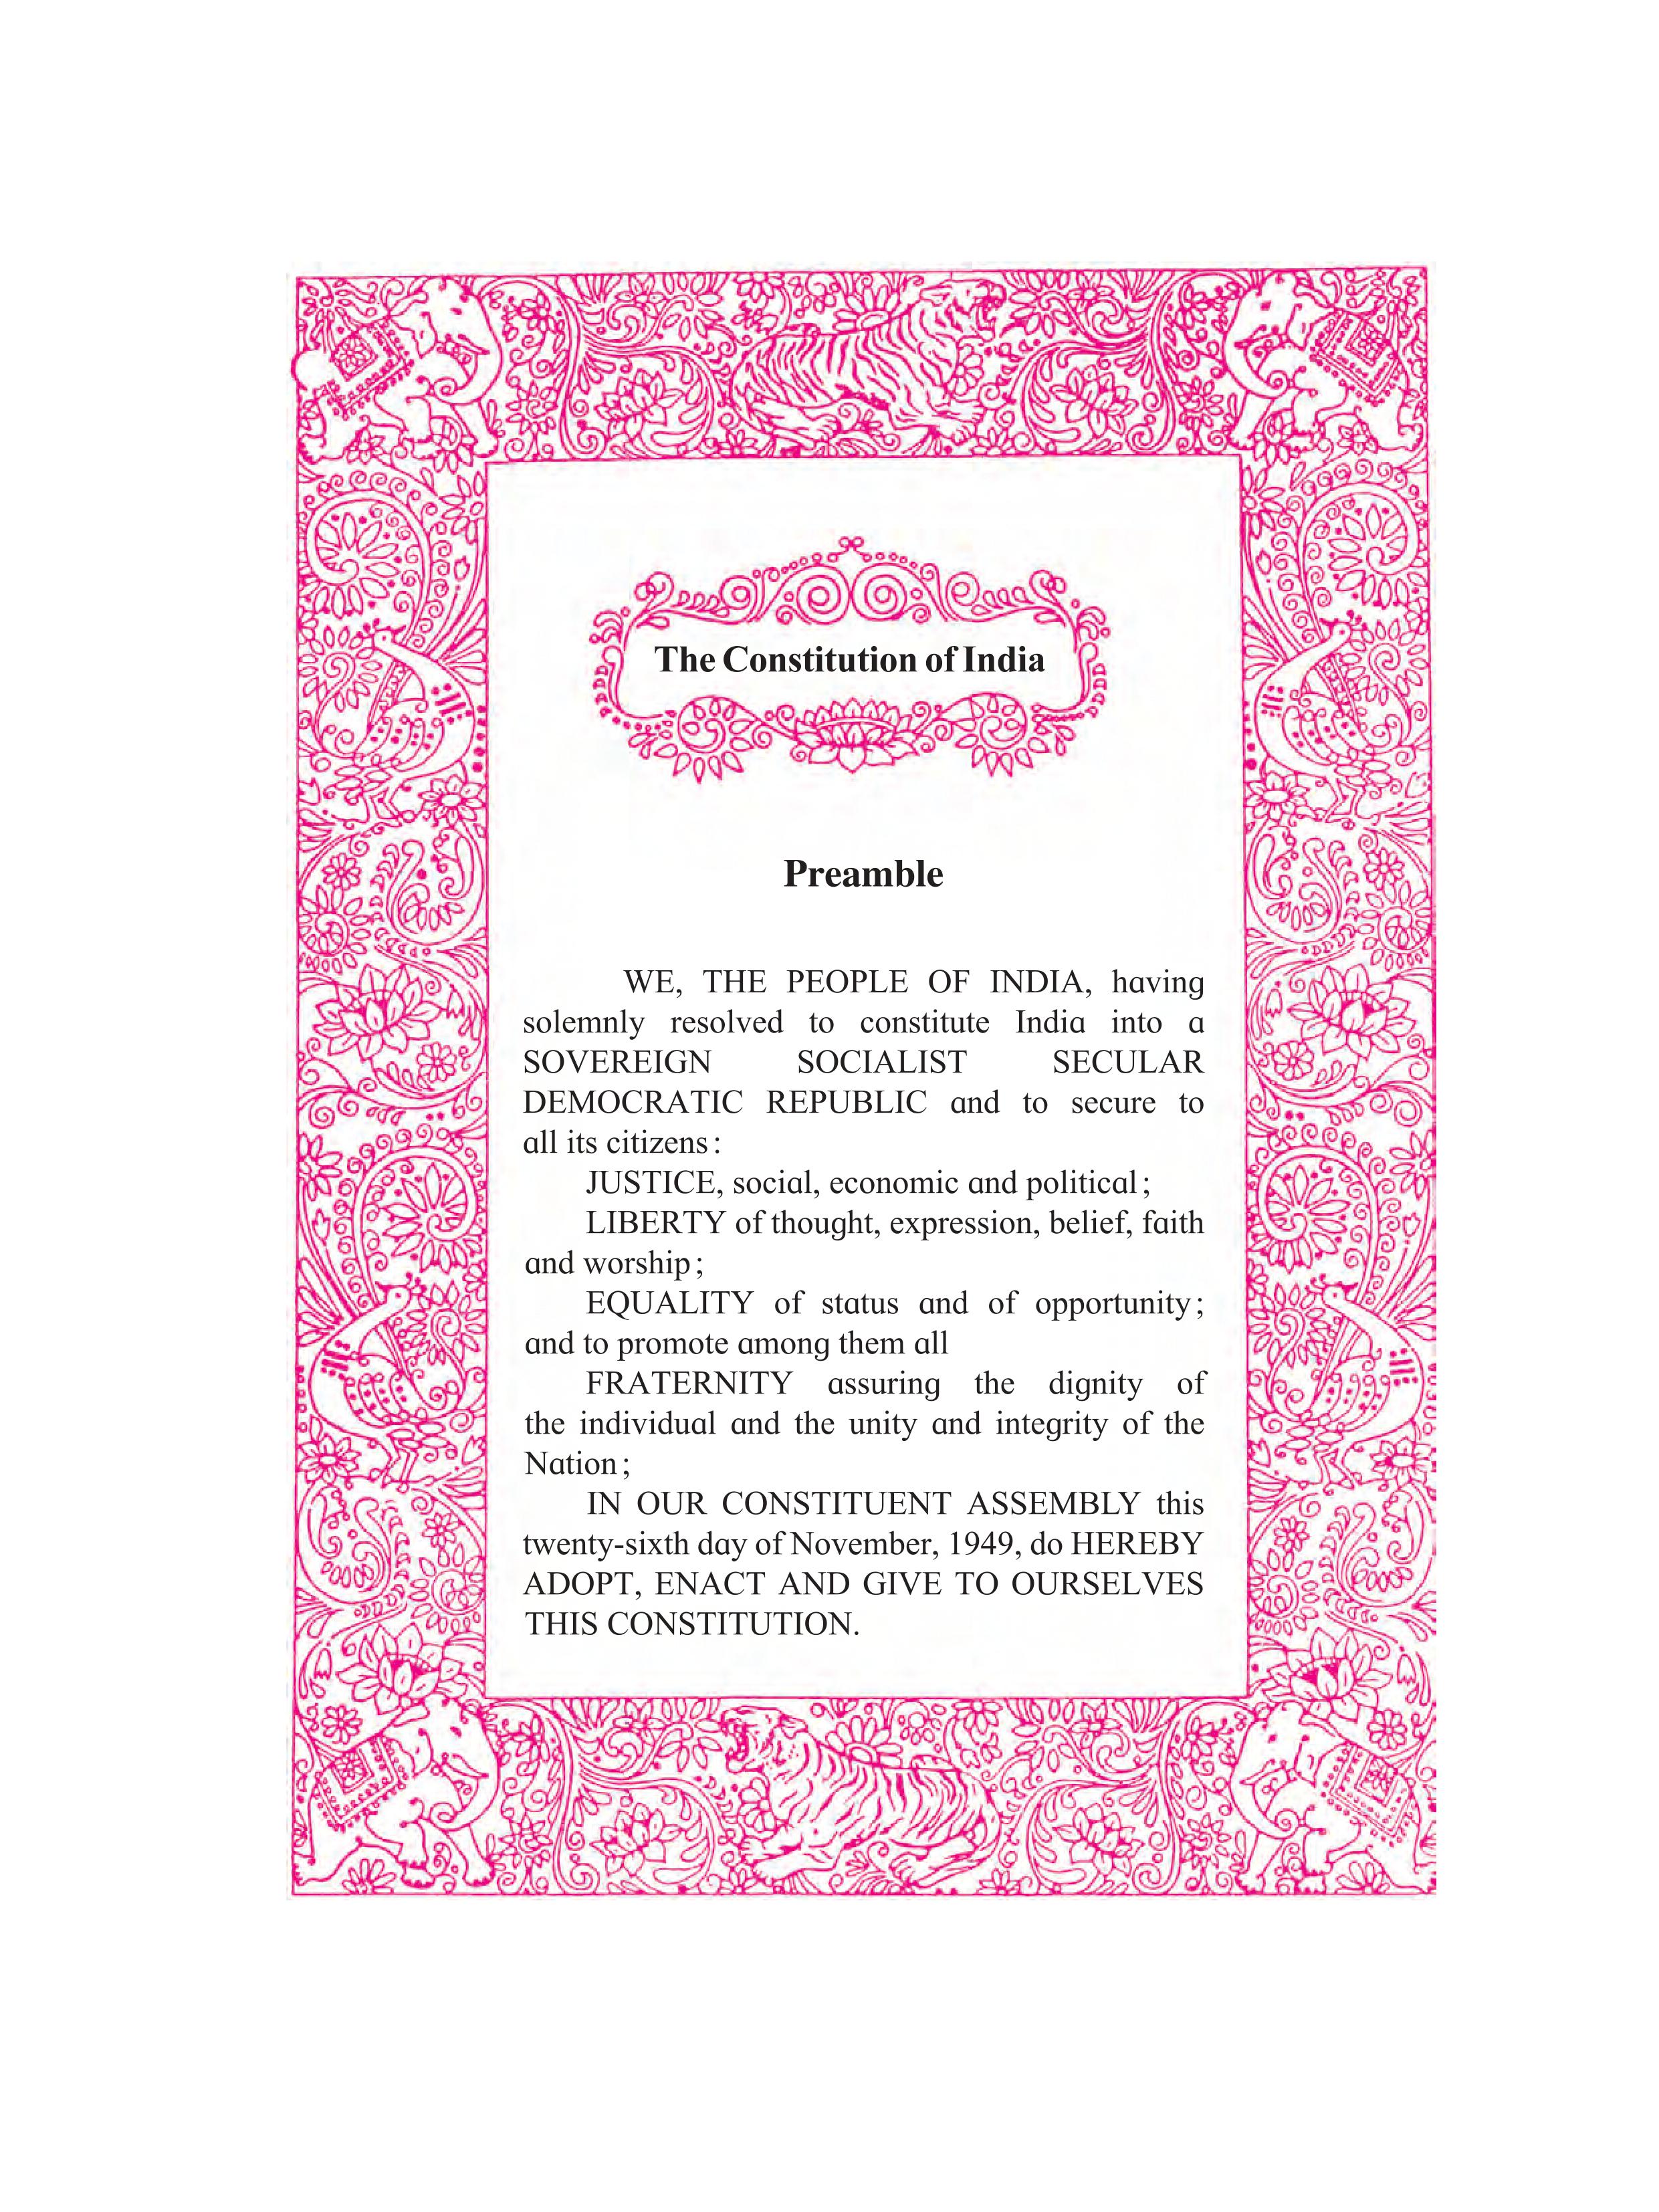 The Constitution of India
Preamble
WE, THE PEOPLE OF INDIA, having
solemnly resolved to constitute India into a
SOVEREIGN SOCIALIST SECULAR
DEMOCRATIC REPUBLIC and to secure to
all its citizens :
JUSTICE, social, economic and political ;
LIBERTY of thought, expression, belief, faith
and worship ;
EQUALITY of status and of opportunity ;
and to promote among them all
FRATERNITY assuring the dignity of
the individual and the unity and integrity of the
Nation ;
IN OUR CONSTITUENT ASSEMBLY this
twenty-sixth day of November, 1949, do HEREBY
ADOPT, ENACT AND GIVE TO OURSELVES
THIS CONSTITUTION.